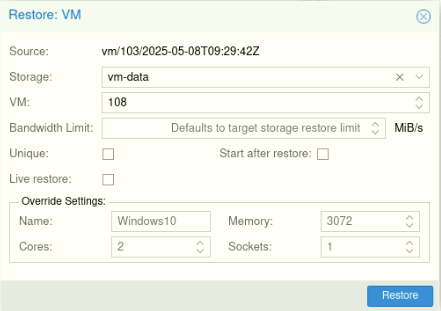 Restore: VM
Source: vm/103/2025-05-08T09:29:42Z
Storage: vm-data
VM: 108
Bandwidth Limit: Defaults to target storage restore limit MiB/s
Unique: Start after restore:
Live restore:
Override Settings:
Name: Windows10 Memory: 3072
Cores: 2 Sockets: 1
Restore